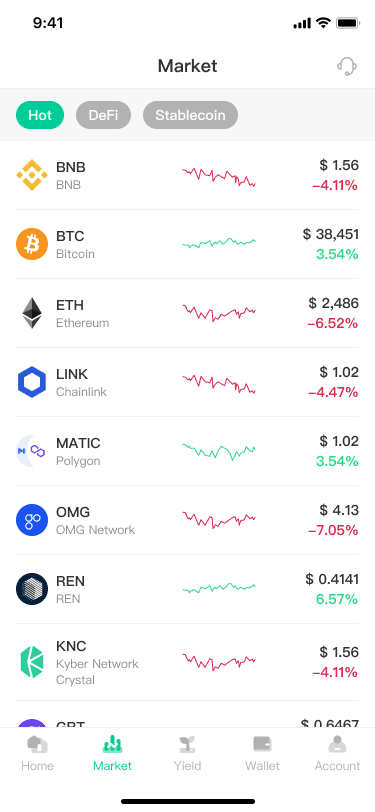 9:41
Market
Hot DeFi Stablecoin
BNB $ 1.56
BNB −4.11%
BTC $ 38,451
Bitcoin 3.54%
ETH $ 2,486
Ethereum −6.52%
LINK $ 1.02
Chainlink −4.47%
MATIC $ 1.02
Polygon 3.54%
OMG $ 4.13
OMG Network −7.05%
REN $ 0.4141
REN 6.57%
KNC $ 1.56
Kyber Network −4.11%
Crystal
GRT $ 0.6467
Home Market Yield Wallet Account